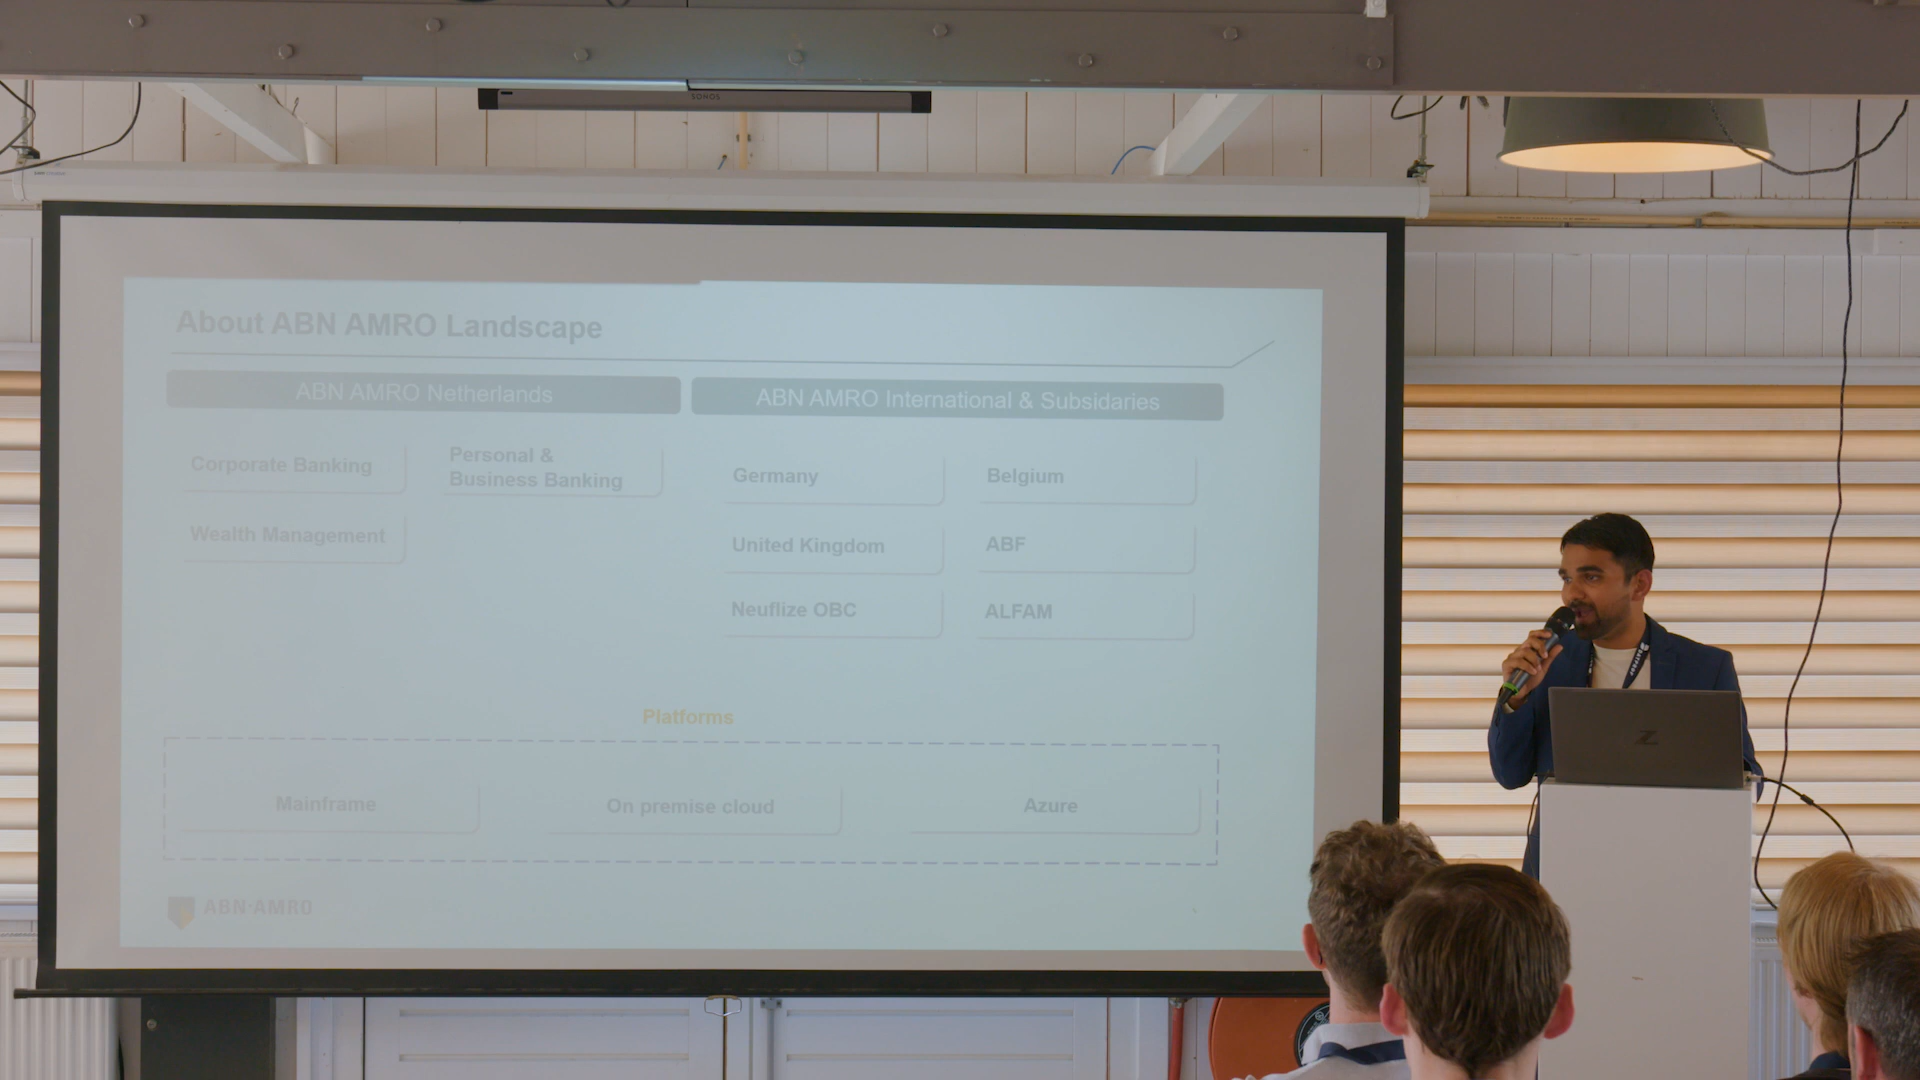 SONOS
About ABN AMRO Landscape
ABN AMRO Netherlands
ABN AMRO International & Subsidaries
Corporate Banking
Personal &
Business Banking
Wealth Management
Germany
Belgium
United Kingdom
ABF
Neuflize OBC
ALFAM
Platforms
Mainframe
On premise cloud
Azure
ABN·AMRO